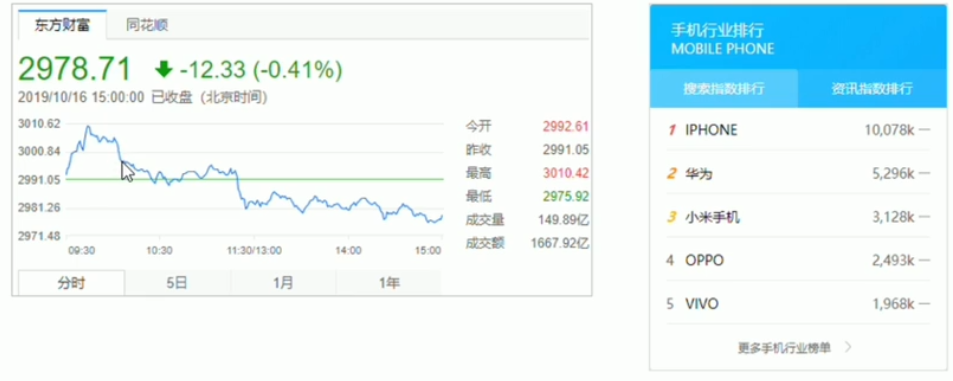 东方财富 同花顺
2978.71 -12.33 (-0.41%)
2019/10/16 15:00:00 已收盘（北京时间）
3010.62
3000.84
2991.05
2981.26
2971.48
09:30 10:30 11:30/13:00 14:00 15:00
今开 2992.61
昨收 2991.05
最高 3010.42
最低 2975.92
成交量 149.89亿
成交额 1667.92亿
分时 5日 1月 1年
手机行业排行
MOBILE PHONE
搜索指数排行 资讯指数排行
1 IPHONE 10,078k —
2 华为 5,296k —
3 小米手机 3,128k —
4 OPPO 2,493k —
5 VIVO 1,968k —
更多手机行业榜单 >